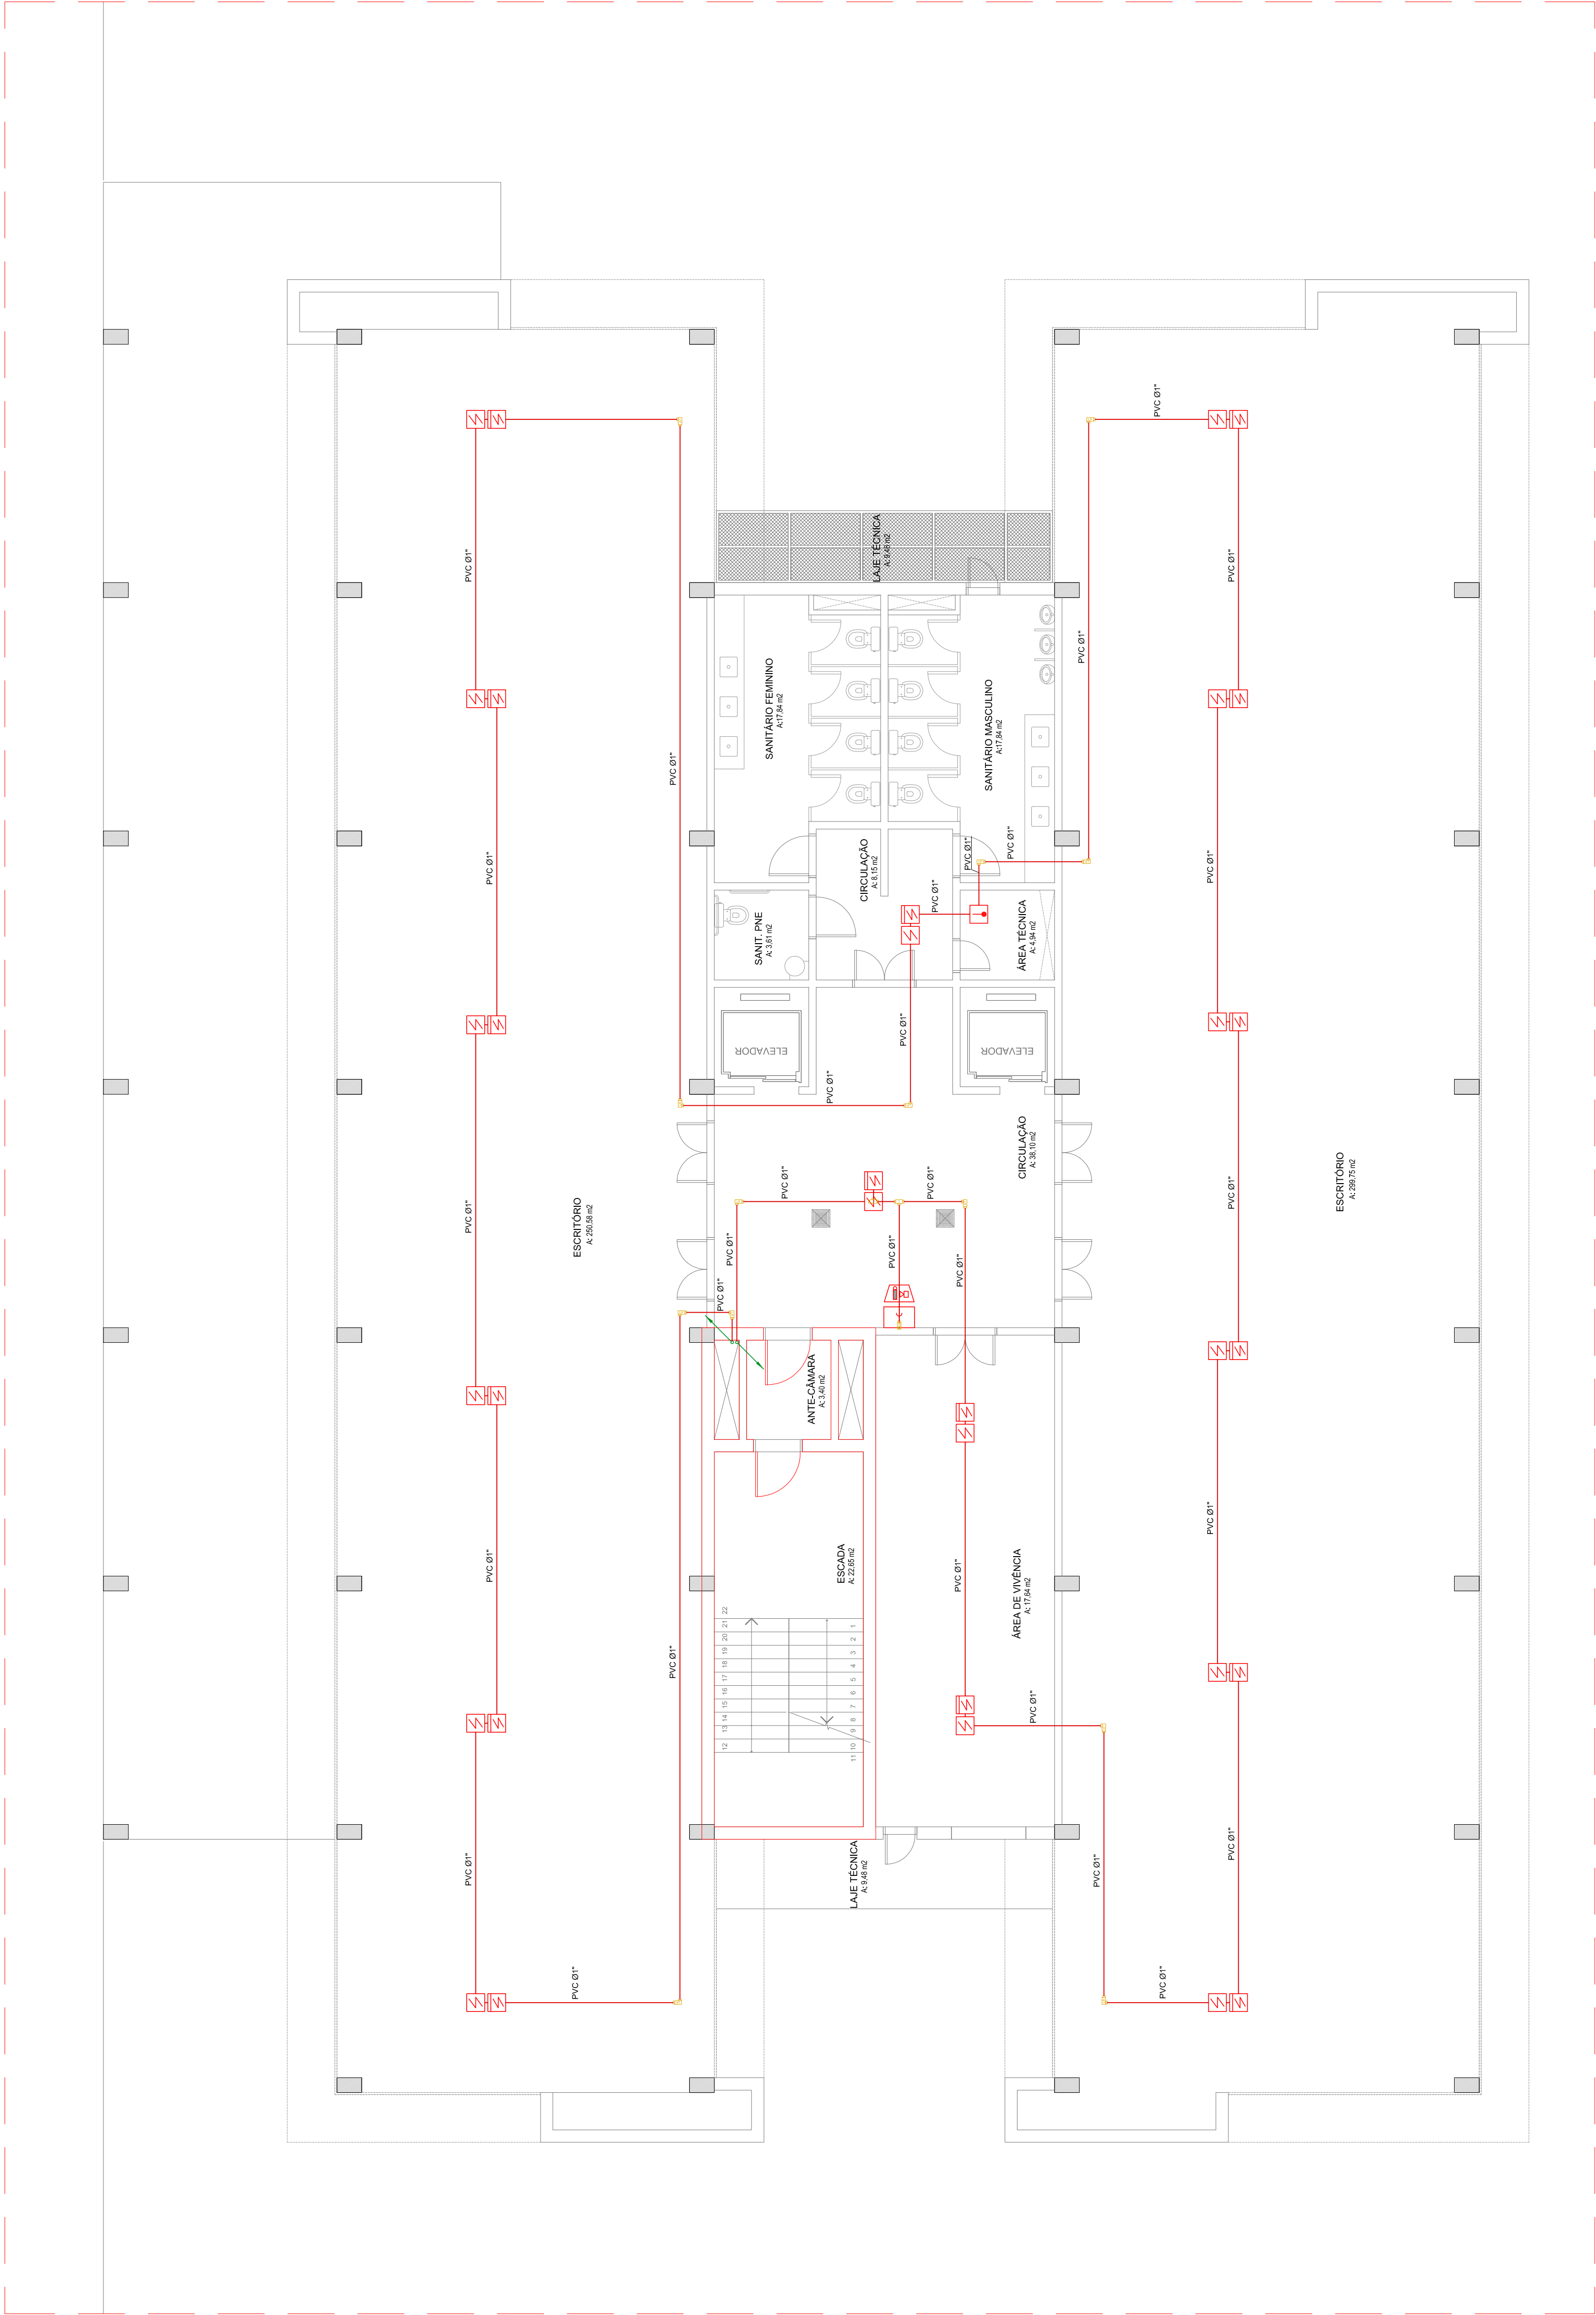 PVC Ø1"
PVC Ø1"
LAJE TÉCNICA
A: 9,48 m2
PVC Ø1"
PVC Ø1"
SANITÁRIO FEMININO
A:17,84 m2
SANITÁRIO MASCULINO
A:17,84 m2
PVC Ø1"
PVC Ø1"
PVC Ø1"
CIRCULAÇÃO
A: 8,15 m2
PVC Ø1"
PVC Ø1"
PVC Ø1"
PVC Ø1"
SANIT. PNE
A: 3,61 m2
ÁREA TÉCNICA
A: 4,94 m2
ELEVADOR
ELEVADOR
PVC Ø1"
PVC Ø1"
CIRCULAÇÃO
A: 38,10 m2
PVC Ø1"
PVC Ø1"
PVC Ø1"
PVC Ø1"
ESCRITÓRIO
A: 250,58 m2
ESCRITÓRIO
A: 299,75 m2
PVC Ø1"
PVC Ø1"
PVC Ø1"
PVC Ø1"
ANTE-CÂMARA
A: 3,40 m2
PVC Ø1"
PVC Ø1"
PVC Ø1"
ESCADA
A: 22,65 m2
ÁREA DE VIVÊNCIA
A: 17,64 m2
22
21
20
19
18
17
16
15
14
13
12
1
2
3
4
5
6
7
8
9
10
11
PVC Ø1"
PVC Ø1"
PVC Ø1"
PVC Ø1"
LAJE TÉCNICA
A: 9,48 m2
PVC Ø1"
PVC Ø1"
PVC Ø1"